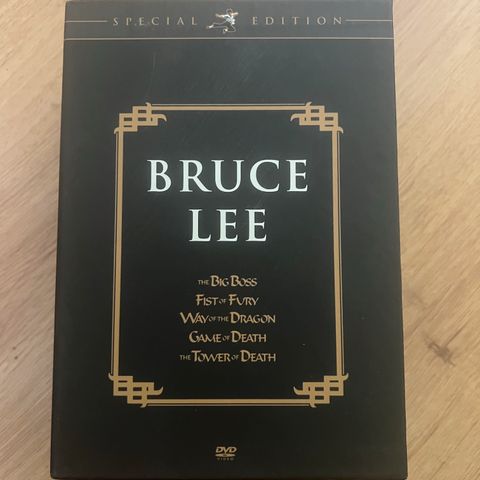 SPECIAL EDITION
BRUCE
LEE
THE BIG BOSS
FIST OF FURY
WAY OF THE DRAGON
GAME OF DEATH
THE TOWER OF DEATH
DVD
VIDEO